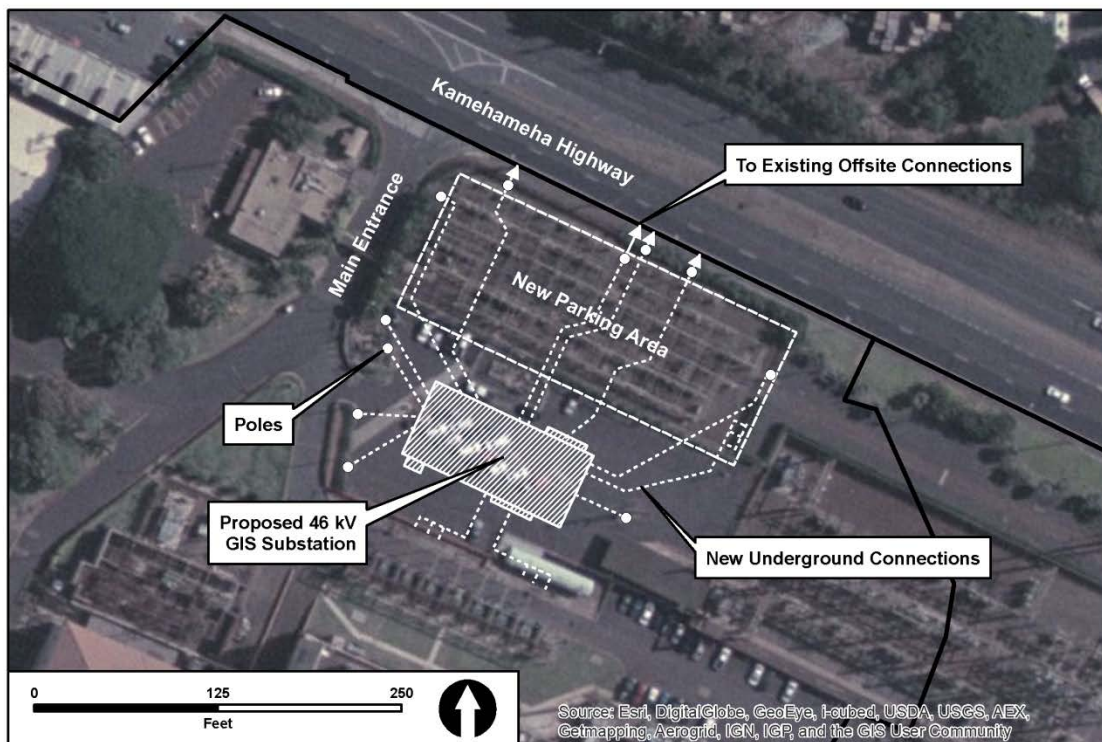 Kamehameha Highway
To Existing Offsite Connections
Main Entrance
New Parking Area
Poles
Proposed 46 kV
GIS Substation
New Underground Connections
0 125 250
Feet
Source: Esri, DigitalGlobe, GeoEye, i-cubed, USDA, USGS, AEX,
Getmapping, Aerogrid, IGN, IGP, and the GIS User Community